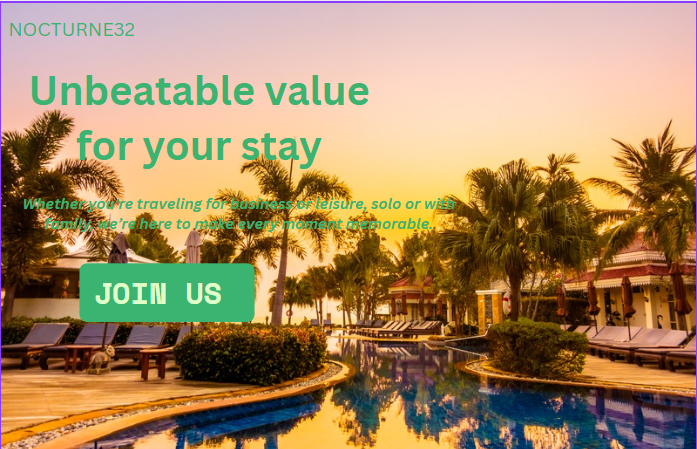 NOCTURNE32
Unbeatable value
for your stay
Whether you're traveling for business or leisure, solo or with
family, we're here to make every moment memorable..
JOIN US